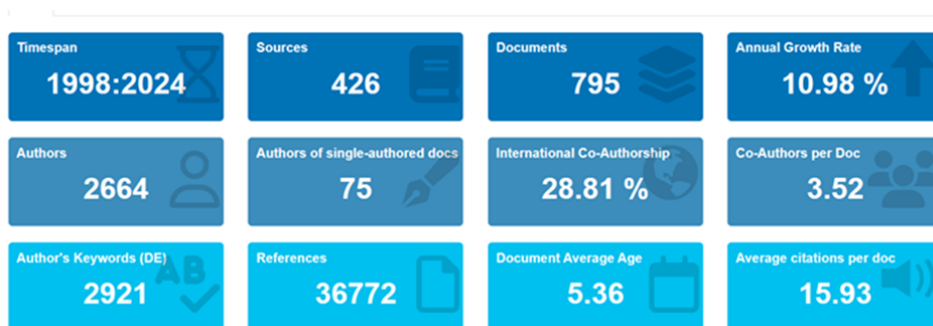 Timespan
1998:2024
Sources
426
Documents
795
Annual Growth Rate
10.98 %
Authors
2664
Authors of single-authored docs
75
International Co-Authorship
28.81 %
Co-Authors per Doc
3.52
Author's Keywords (DE)
AB
2921
References
36772
Document Average Age
5.36
Average citations per doc
15.93